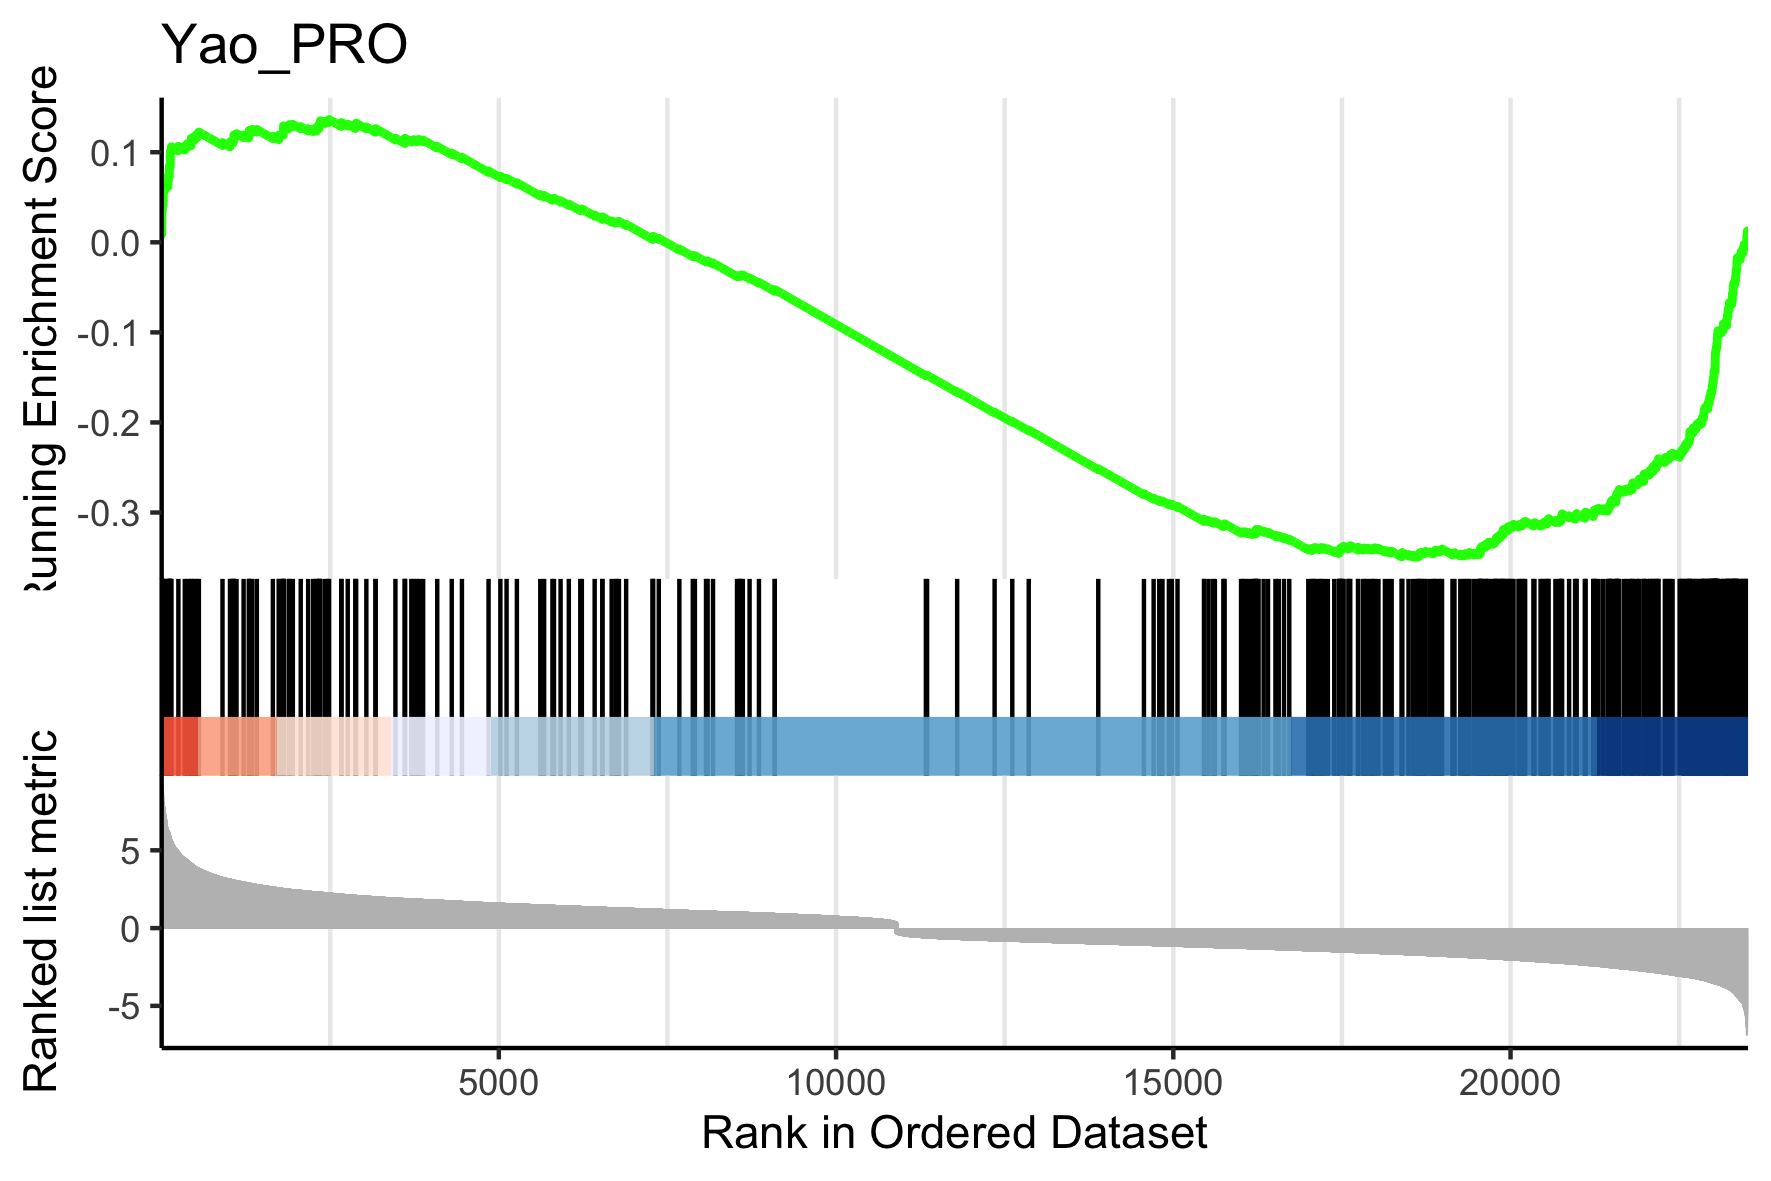 Yao_PRO
Running Enrichment Score
0.1
0.0
-0.1
-0.2
-0.3
Ranked list metric
5
0
-5
5000 10000 15000 20000
Rank in Ordered Dataset